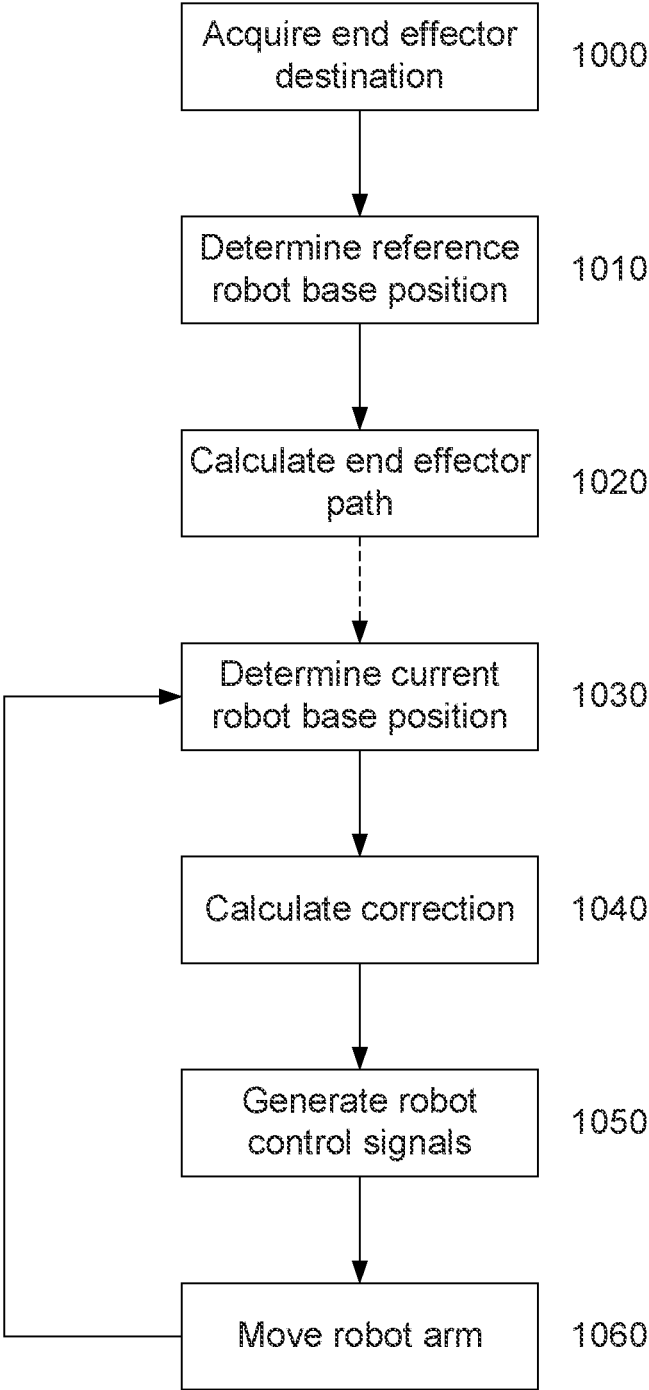 Acquire end effector
destination
1000
Determine reference
robot base position
1010
Calculate end effector
path
1020
Determine current
robot base position
1030
Calculate correction
1040
Generate robot
control signals
1050
Move robot arm
1060